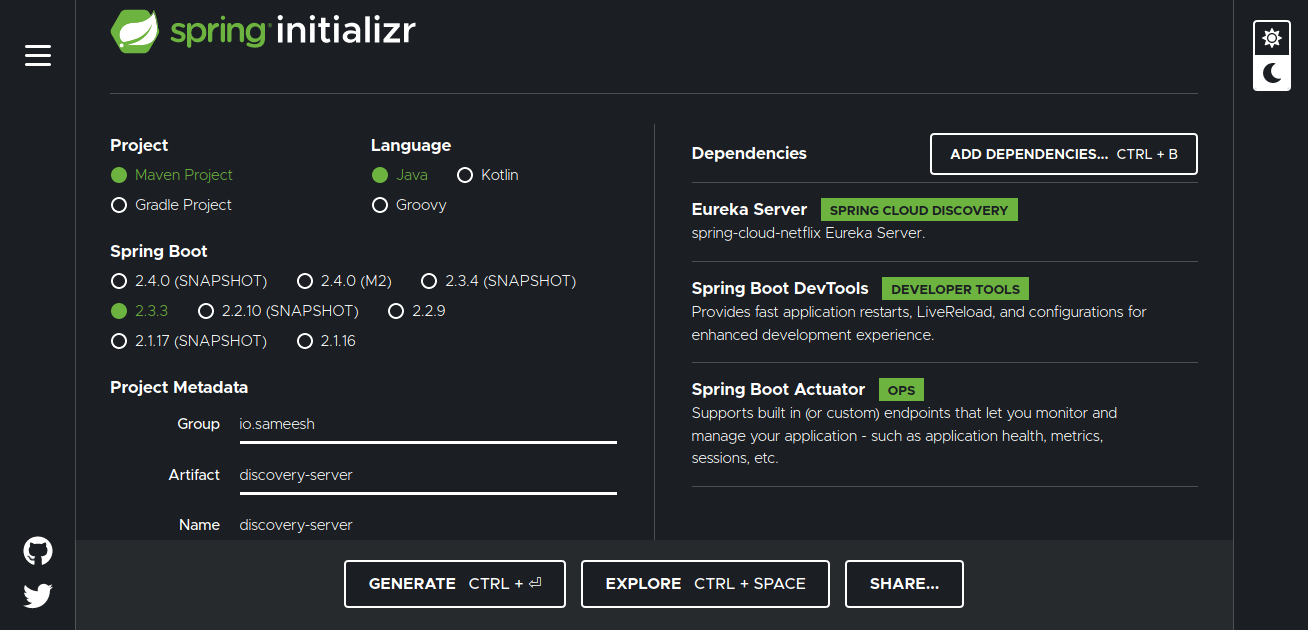 spring initializr
Project
Maven Project
Gradle Project
Language
Java Kotlin
Groovy
Spring Boot
2.4.0 (SNAPSHOT) 2.4.0 (M2) 2.3.4 (SNAPSHOT)
2.3.3 2.2.10 (SNAPSHOT) 2.2.9
2.1.17 (SNAPSHOT) 2.1.16
Project Metadata
Group io.sameesh
Artifact discovery-server
Name discovery-server
Dependencies
ADD DEPENDENCIES... CTRL + B
Eureka Server SPRING CLOUD DISCOVERY
spring-cloud-netflix Eureka Server.
Spring Boot DevTools DEVELOPER TOOLS
Provides fast application restarts, LiveReload, and configurations for
enhanced development experience.
Spring Boot Actuator OPS
Supports built in (or custom) endpoints that let you monitor and
manage your application - such as application health, metrics,
sessions, etc.
GENERATE CTRL + ⏎
EXPLORE CTRL + SPACE
SHARE...